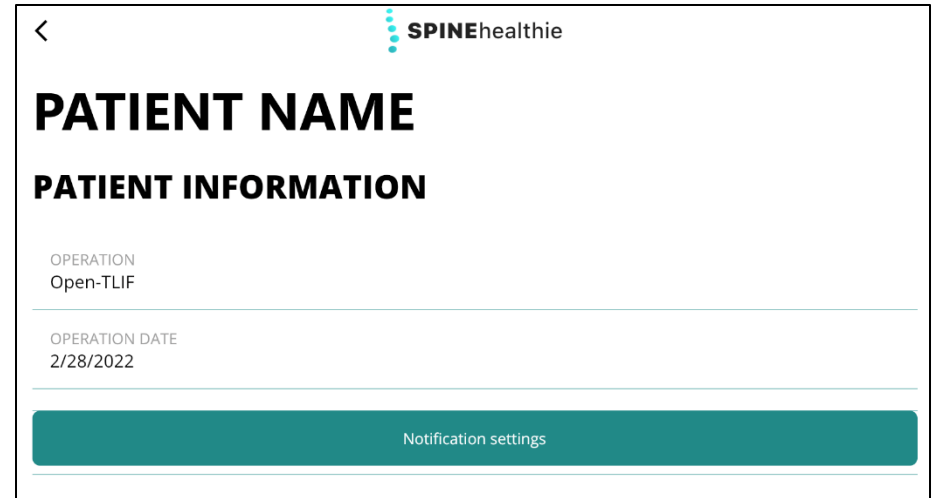 SPINEhealthie
PATIENT NAME
PATIENT INFORMATION
OPERATION
Open-TLIF
OPERATION DATE
2/28/2022
Notification settings